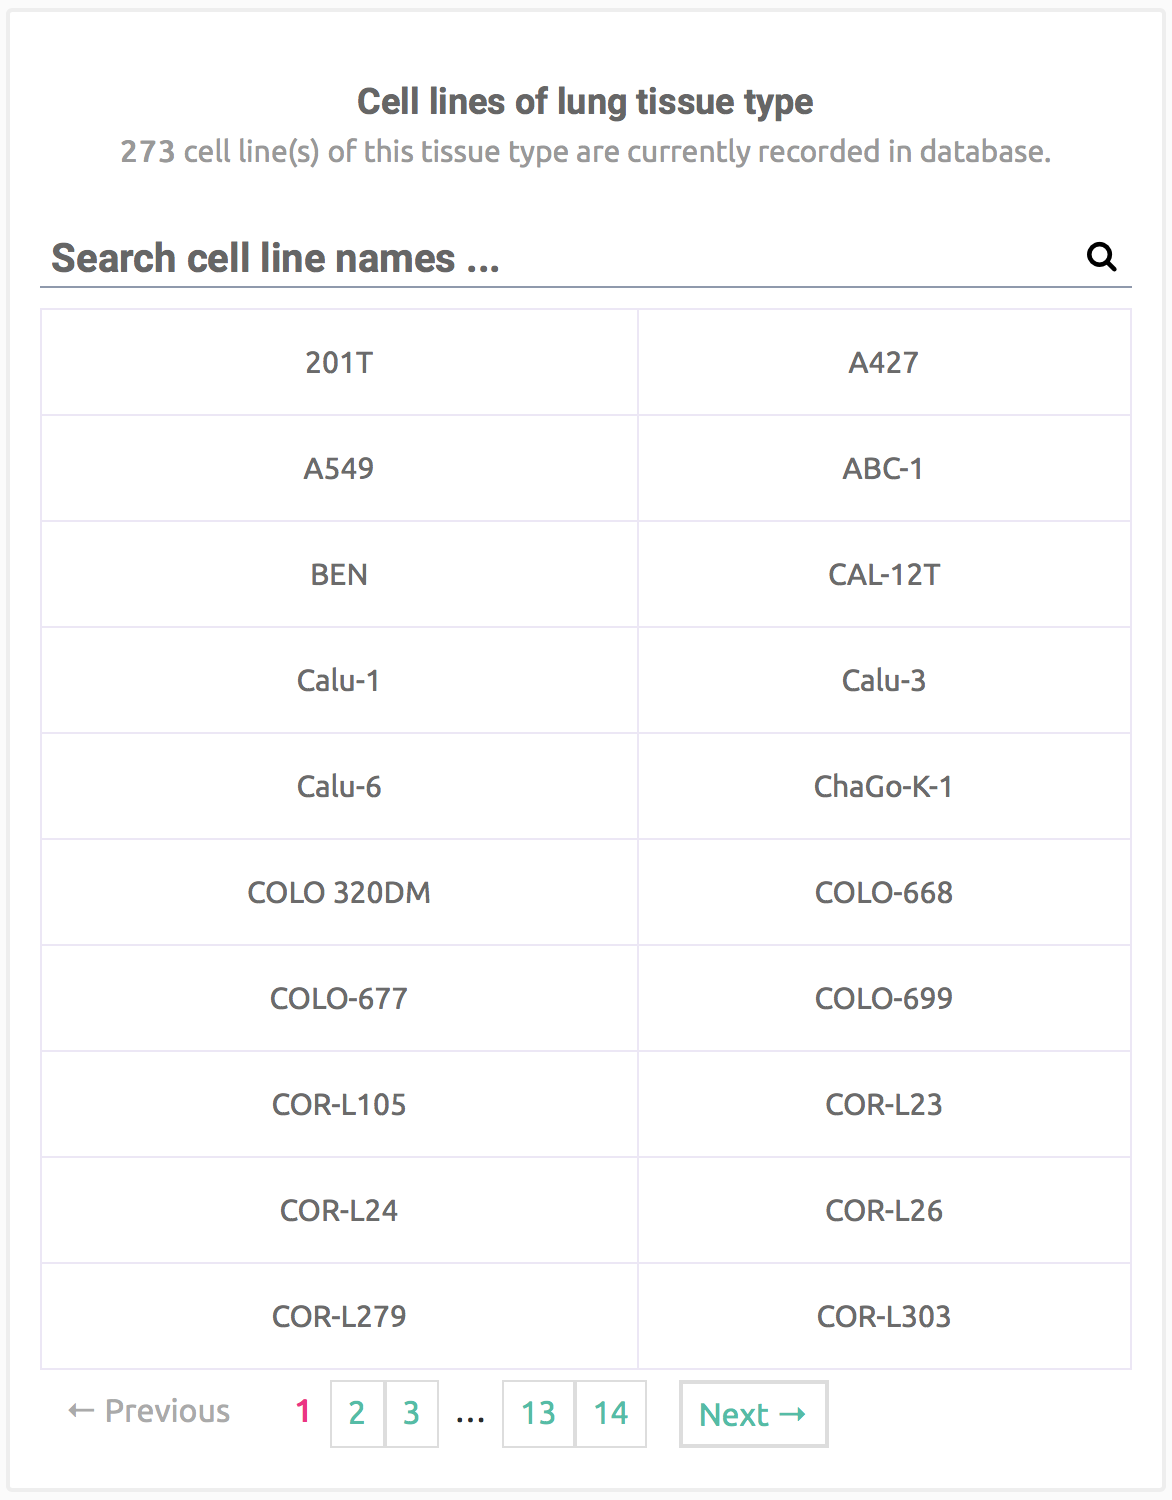 Cell lines of lung tissue type
273 cell line(s) of this tissue type are currently recorded in database.
Search cell line names ...
201T A427
A549 ABC-1
BEN CAL-12T
Calu-1 Calu-3
Calu-6 ChaGo-K-1
COLO 320DM COLO-668
COLO-677 COLO-699
COR-L105 COR-L23
COR-L24 COR-L26
COR-L279 COR-L303
← Previous 1 2 3 ... 13 14 Next →